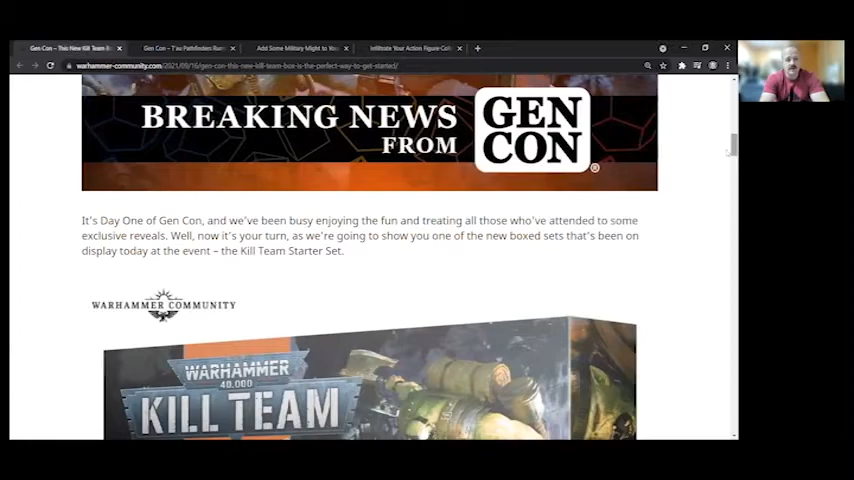 Gen Con – This New Kill Team B
Gen Con – T'au Pathfinders Rum
Add Some Military Might to You
Infiltrate Your Action Figure Coll
warhammer-community.com/2021/09/16/gen-con-this-new-kill-team-box-is-the-perfect-way-to-get-started/
BREAKING NEWS
FROM
GEN
CON
It's Day One of Gen Con, and we've been busy enjoying the fun and treating all those who've attended to some
exclusive reveals. Well, now it's your turn, as we're going to show you one of the new boxed sets that's been on
display today at the event – the Kill Team Starter Set.
WARHAMMER COMMUNITY
WARHAMMER
40,000
KILL TEAM